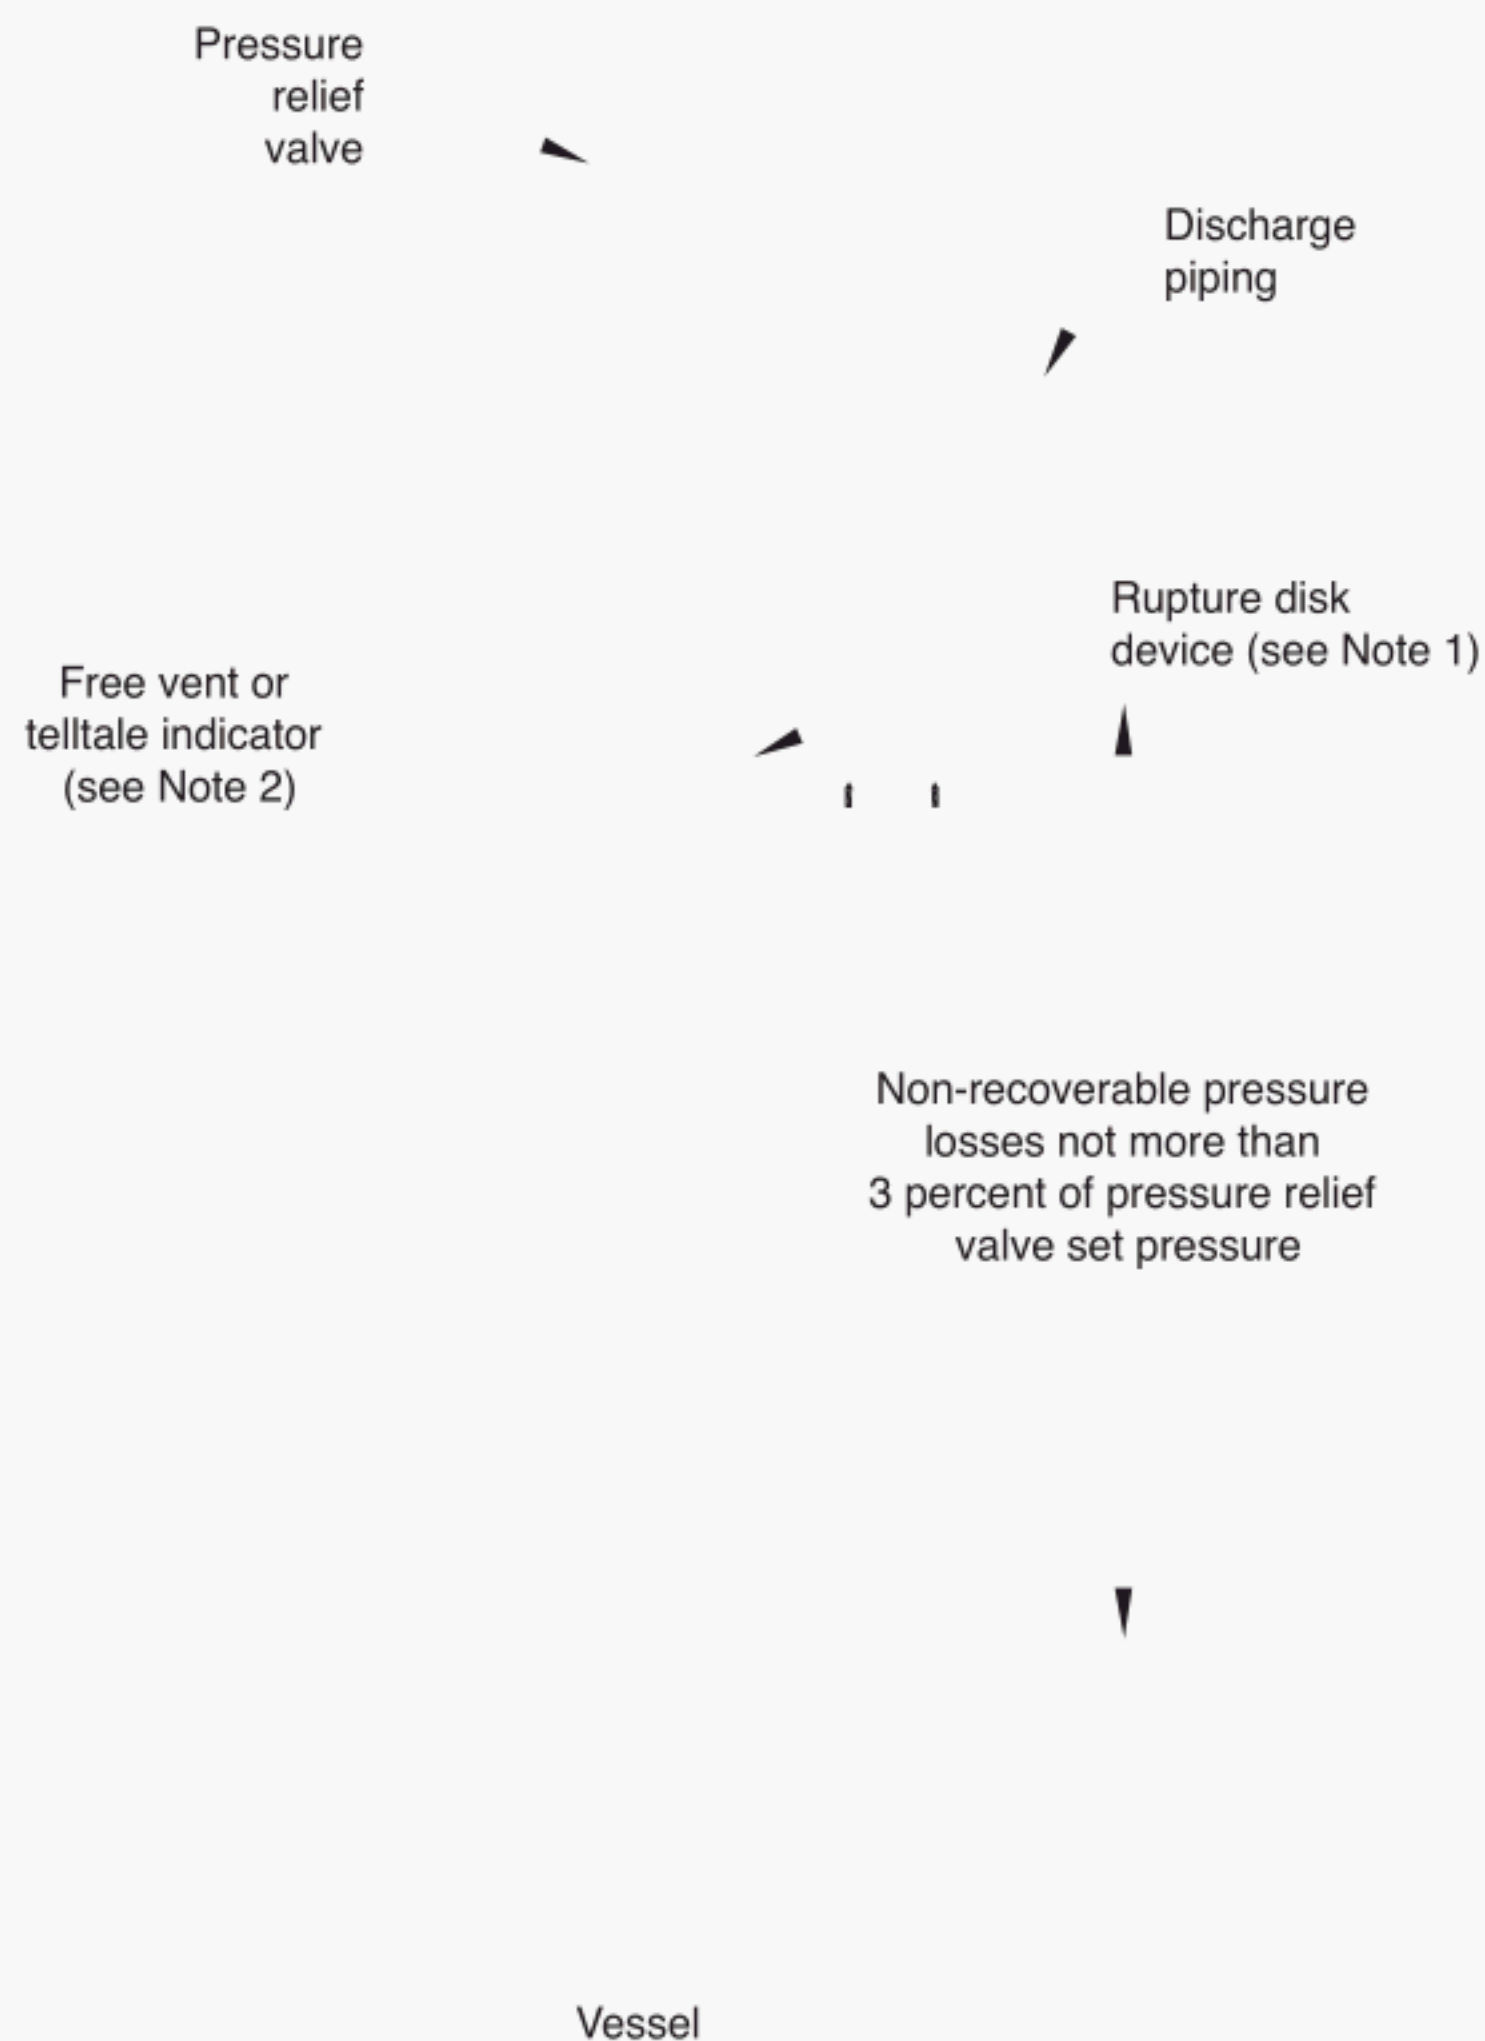 Pressure
relief
valve
Discharge
piping
Rupture disk
device (see Note 1)
Free vent or
telltale indicator
(see Note 2)
Non-recoverable pressure
losses not more than
3 percent of pressure relief
valve set pressure
Vessel